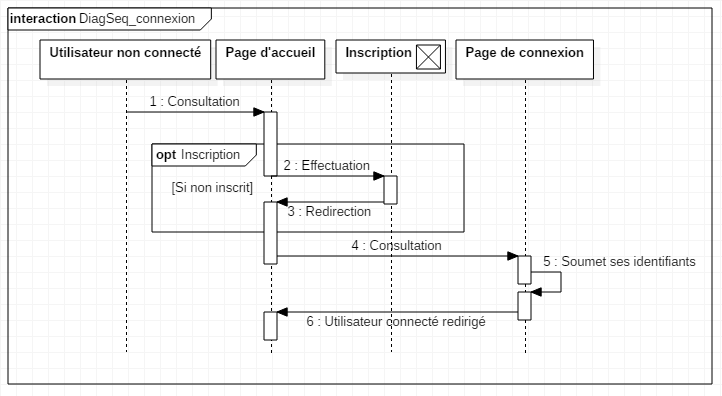 interaction DiagSeq_connexion
Utilisateur non connecté
Page d'accueil
Inscription
Page de connexion
1 : Consultation
opt Inscription
2 : Effectuation
[Si non inscrit]
3 : Redirection
4 : Consultation
5 : Soumet ses identifiants
6 : Utilisateur connecté redirigé